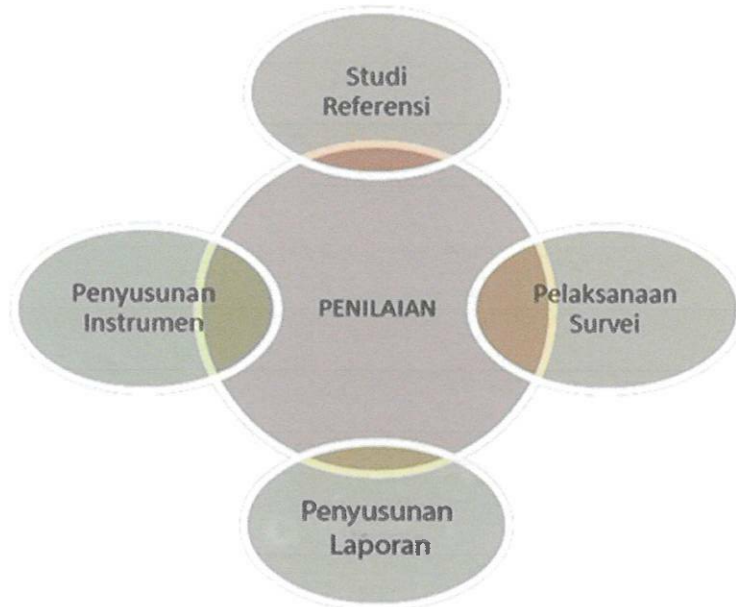 Studi
Referensi
Penyusunan
Instrumen
PENILAIAN
Pelaksanaan
Survei
Penyusunan
Laporan